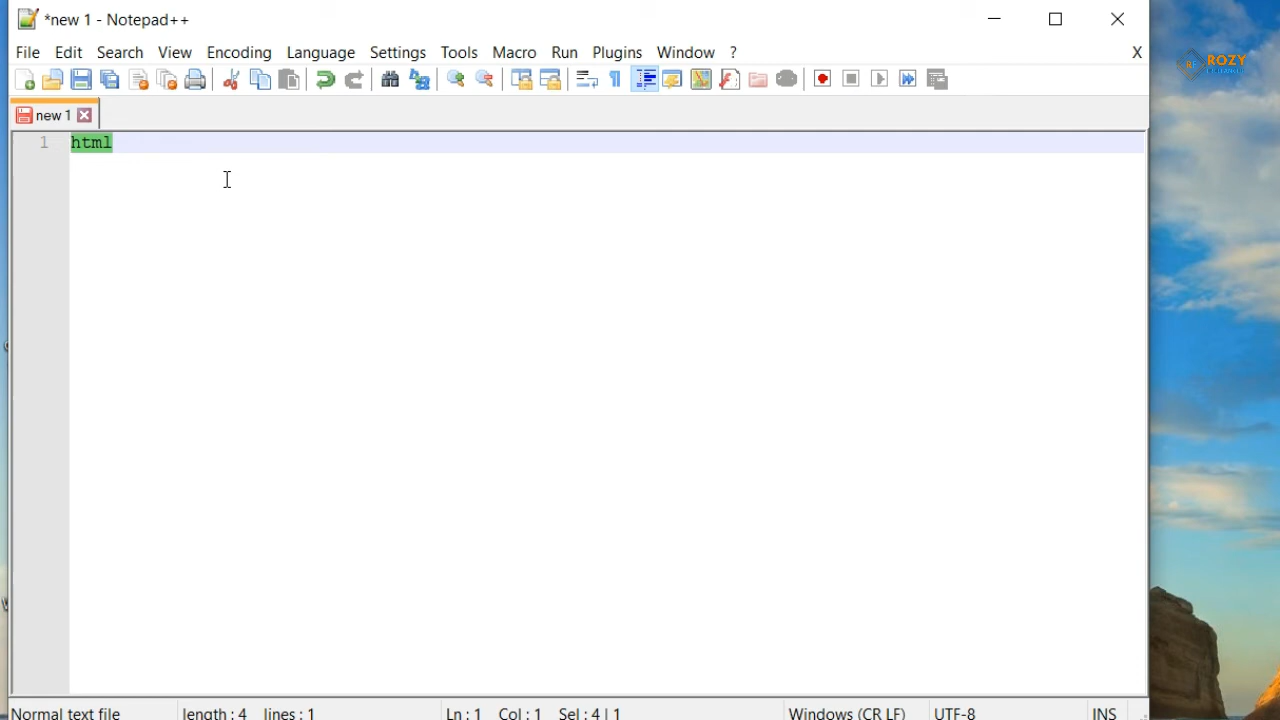 *new 1 - Notepad++
File Edit Search View Encoding Language Settings Tools Macro Run Plugins Window ? X
ROZY
new 1
1 html
Normal text file length : 4 lines : 1 Ln : 1 Col : 1 Sel : 4 | 1 Windows (CR LF) UTF-8 INS